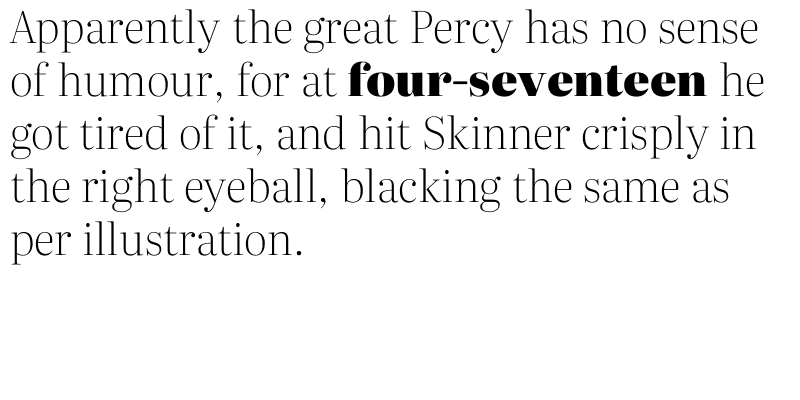 Apparently the great Percy has no sense
of humour, for at four-seventeen he
got tired of it, and hit Skinner crisply in
the right eyeball, blacking the same as
per illustration.